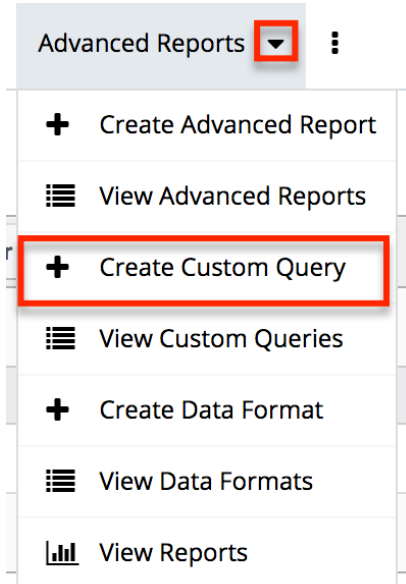 Advanced Reports
Create Advanced Report
View Advanced Reports
Create Custom Query
View Custom Queries
Create Data Format
View Data Formats
View Reports